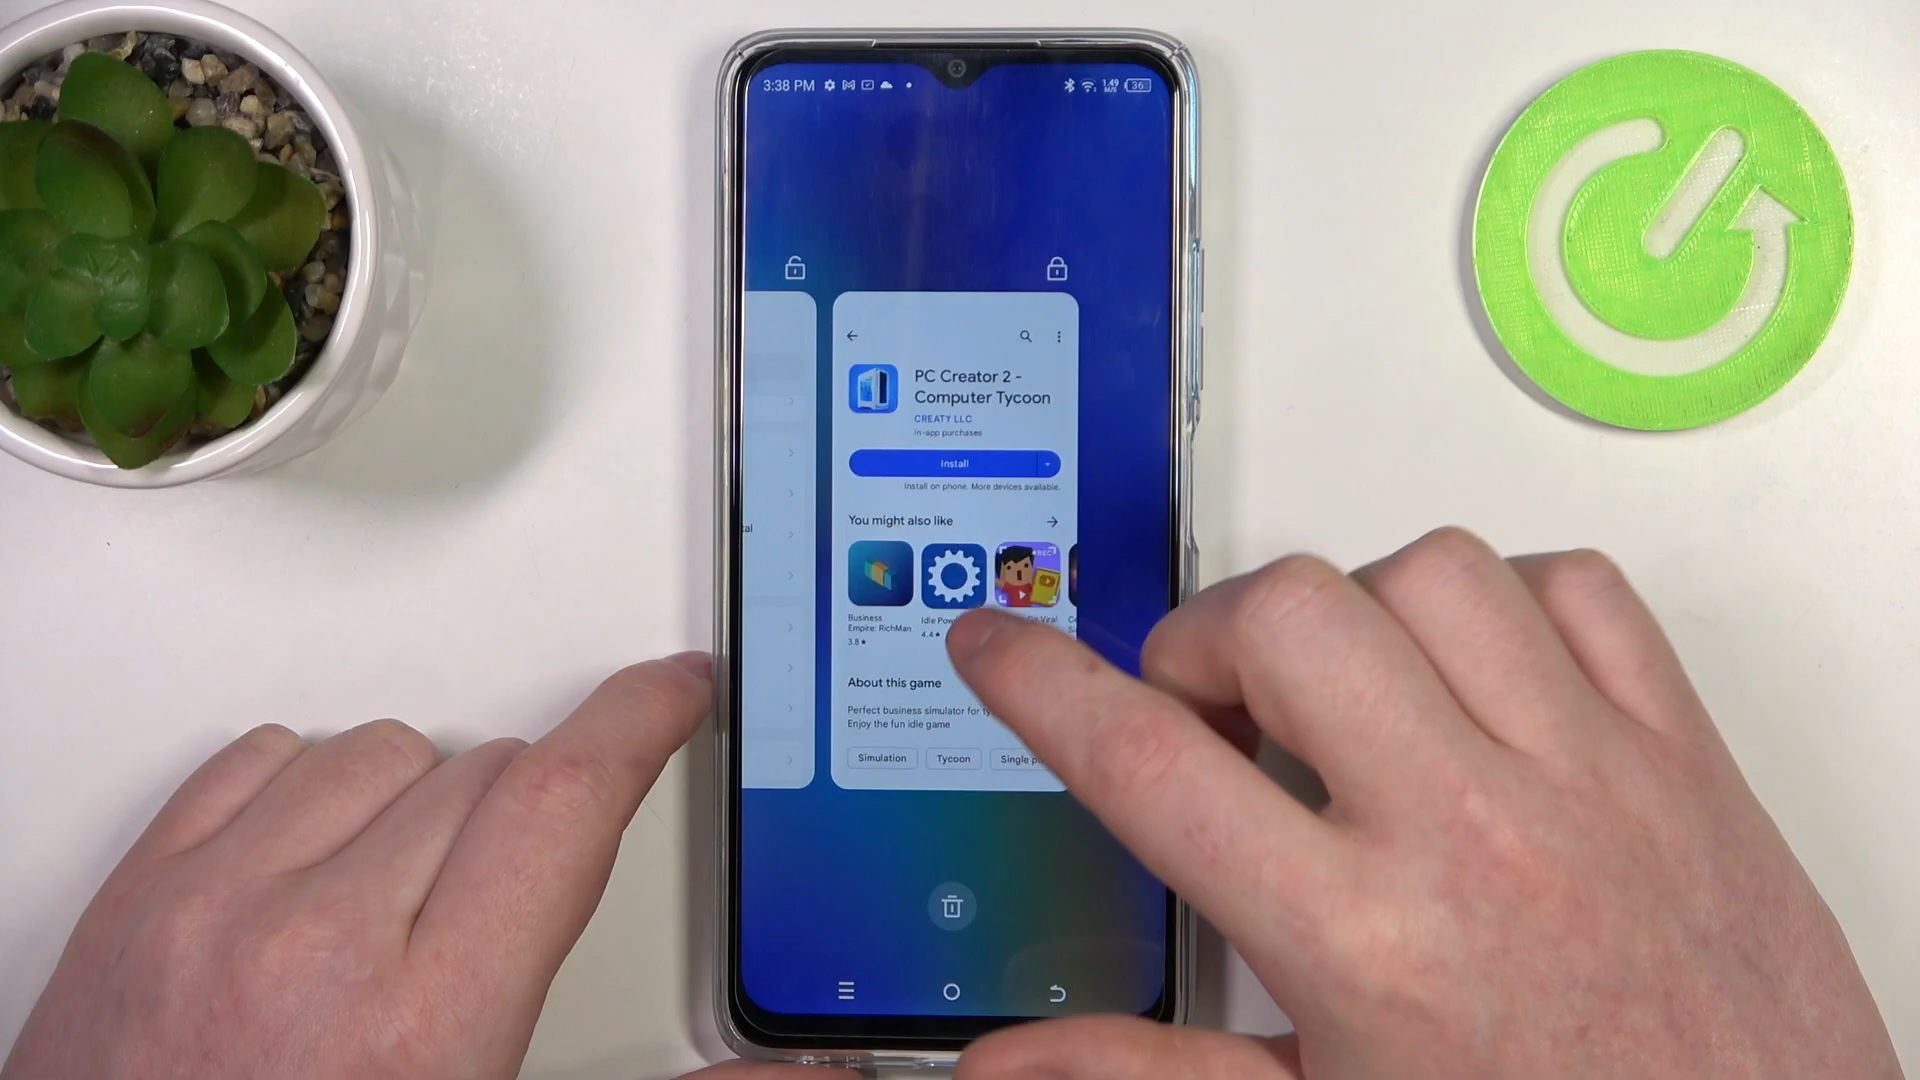 3:38 PM
1.49
M/S
36
PC Creator 2 -
Computer Tycoon
CREATY LLC
In-app purchases
Install
Install on phone. More devices available.
You might also like
REC
Business
Empire: RichMan
3.8★
Idle
4.4★
Go Viral
About this game
Perfect business simulator for
Enjoy the fun idle game
Simulation
Tycoon
Single